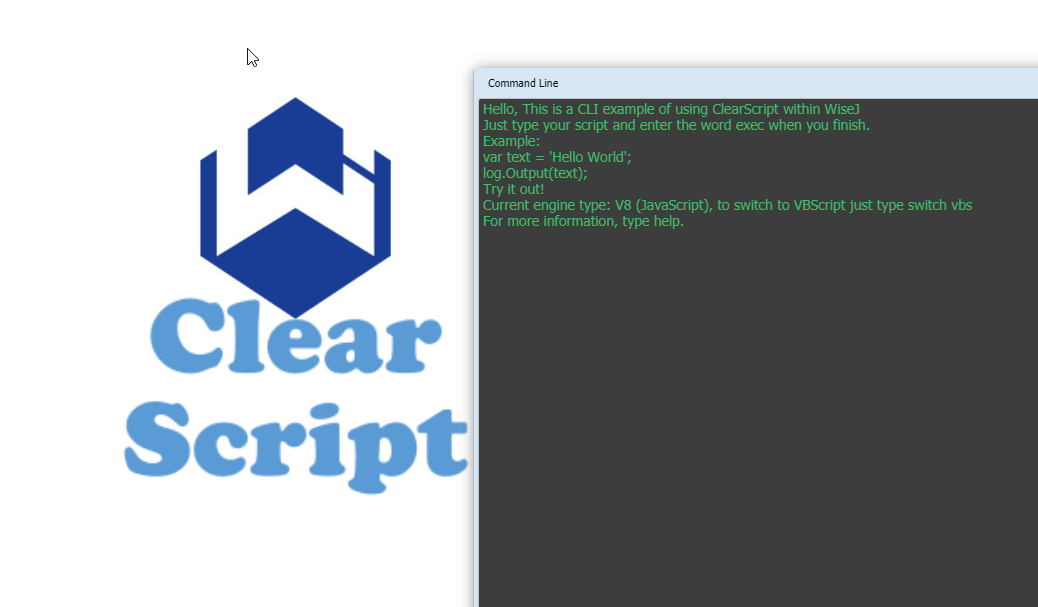 Clear
Script
Command Line
Hello, This is a CLI example of using ClearScript within WiseJ
Just type your script and enter the word exec when you finish.
Example:
var text = 'Hello World';
log.Output(text);
Try it out!
Current engine type: V8 (JavaScript), to switch to VBScript just type switch vbs
For more information, type help.